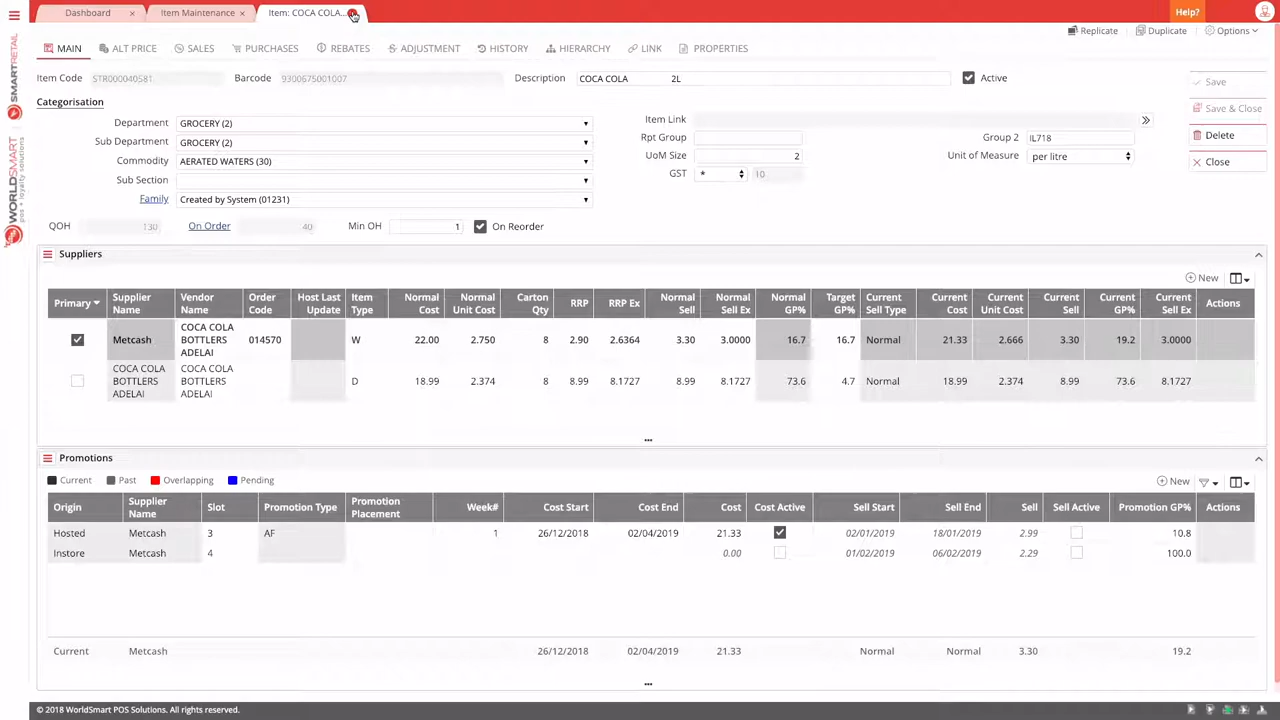 Dashboard × Item Maintenance × Item: COCA COLA... Help?
Replicate Duplicate Options
MAIN ALT PRICE SALES PURCHASES REBATES ADJUSTMENT HISTORY HIERARCHY LINK PROPERTIES
Item Code STR000040581 Barcode 9300675001007 Description COCA COLA 2L Active Save
Categorisation
Save & Close
Department GROCERY (2) Item Link
Sub Department GROCERY (2) Rpt Group Group 2 IL718 Delete
Commodity AERATED WATERS (30) UoM Size 2 Unit of Measure per litre Close
Sub Section GST * 10
Family Created by System (01231)
QOH 130 On Order 40 Min OH 1 On Reorder
Suppliers
New
Primary Supplier Name Vendor Name Order Code Host Last Update Item Type Normal Cost Normal Unit Cost Carton Qty RRP RRP Ex Normal Sell Normal Sell Ex Normal GP% Target GP% Current Sell Type Current Cost Current Unit Cost Current Sell Current GP% Current Sell Ex Actions
Metcash COCA COLA BOTTLERS ADELAI 014570 W 22.00 2.750 8 2.90 2.6364 3.30 3.0000 16.7 16.7 Normal 21.33 2.666 3.30 19.2 3.0000
COCA COLA BOTTLERS ADELAI COCA COLA BOTTLERS ADELAI D 18.99 2.374 8 8.99 8.1727 8.99 8.1727 73.6 4.7 Normal 18.99 2.374 8.99 73.6 8.1727
...
Promotions
Current Past Overlapping Pending New
Origin Supplier Name Slot Promotion Type Promotion Placement Week# Cost Start Cost End Cost Cost Active Sell Start Sell End Sell Sell Active Promotion GP% Actions
Hosted Metcash 3 AF 1 26/12/2018 02/04/2019 21.33 02/01/2019 18/01/2019 2.99 10.8
Instore Metcash 4 0.00 01/02/2019 06/02/2019 2.29 100.0
Current Metcash 26/12/2018 02/04/2019 21.33 Normal Normal 3.30 19.2
...
© 2018 WorldSmart POS Solutions. All rights reserved.
SMARTRETAIL
WORLDSMART
pos + loyalty solutions